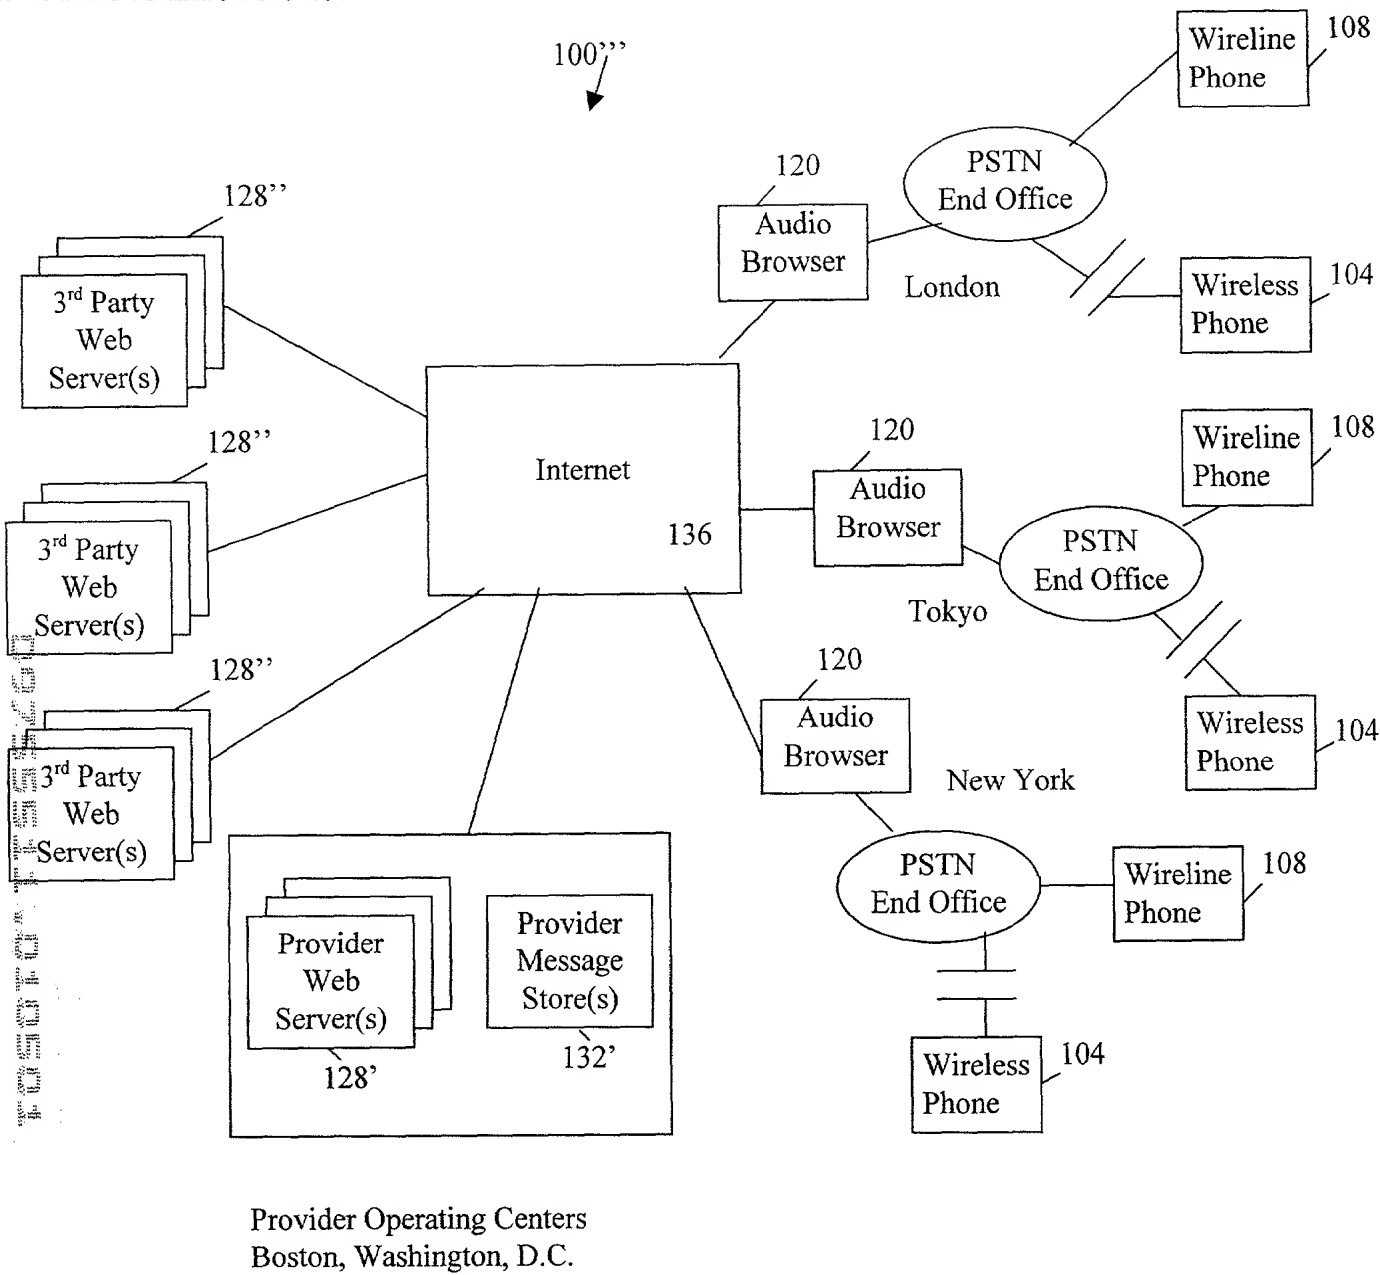 100’’’
Wireline
Phone
108
PSTN
End Office
120
Audio
Browser
London
Wireless
Phone
104
128’’
3rd Party
Web
Server(s)
Internet
136
120
Audio
Browser
Tokyo
PSTN
End Office
Wireline
Phone
108
Wireless
Phone
104
128’’
3rd Party
Web
Server(s)
128’’
3rd Party
Web
Server(s)
120
Audio
Browser
New York
PSTN
End Office
Wireline
Phone
108
Wireless
Phone
104
Provider
Web
Server(s)
128’
Provider
Message
Store(s)
132’
Provider Operating Centers
Boston, Washington, D.C.